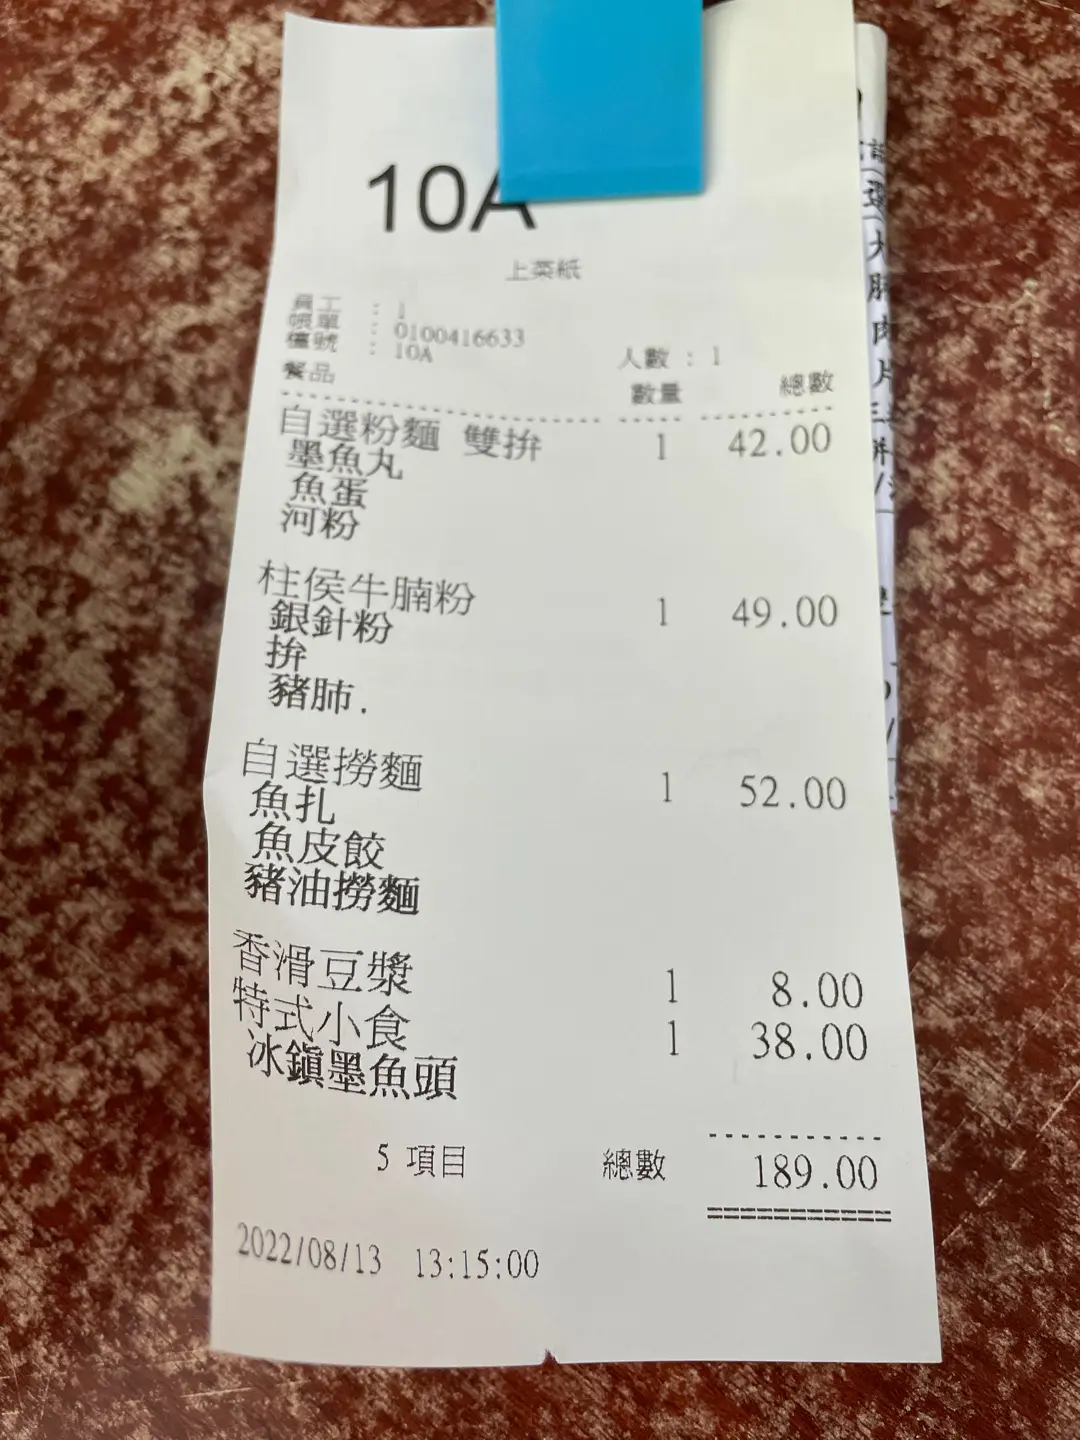 10A
上菜紙
員工 : 1
帳單 : 0100416633
檯號 : 10A 人數 : 1
餐品 數量 總數
自選粉麵 雙拚 1 42.00
墨魚丸
魚蛋
河粉
柱侯牛腩粉 1 49.00
銀針粉
拚
豬肺.
自選撈麵 1 52.00
魚扎
魚皮餃
豬油撈麵
香滑豆漿 1 8.00
特式小食 1 38.00
冰鎭墨魚頭
5 項目 總數 189.00
2022/08/13 13:15:00